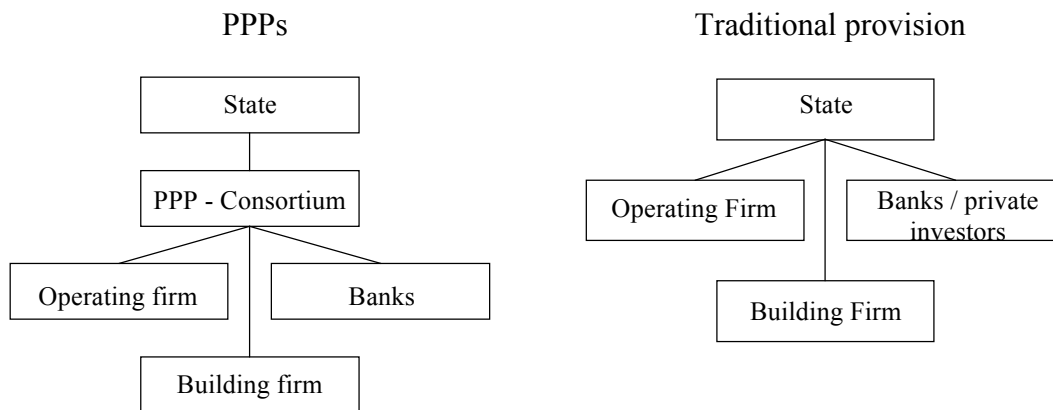 PPPs
State
PPP - Consortium
Operating firm
Banks
Building firm
Traditional provision
State
Operating Firm
Banks / private
investors
Building Firm